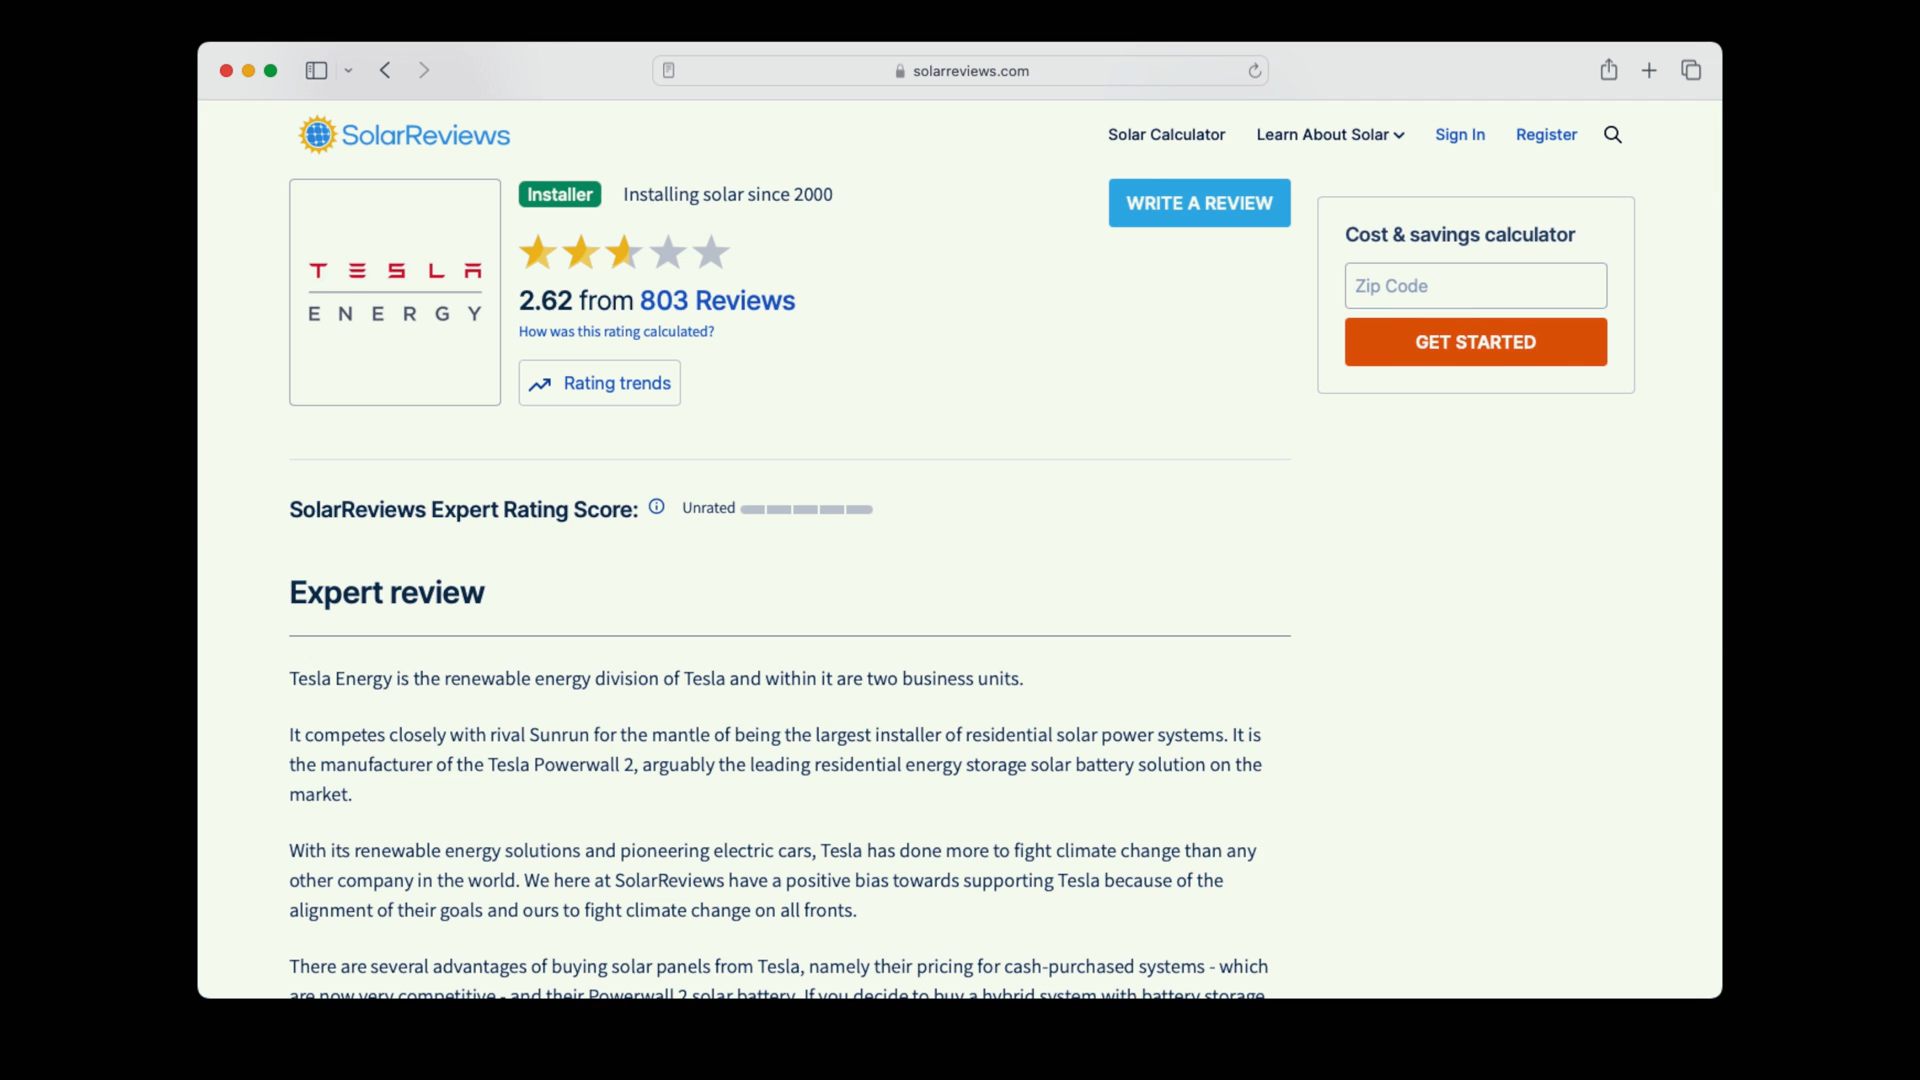 solarreviews.com
SolarReviews
Solar Calculator
Learn About Solar
Sign In
Register
TESLA
ENERGY
Installer
Installing solar since 2000
2.62 from 803 Reviews
How was this rating calculated?
Rating trends
WRITE A REVIEW
Cost & savings calculator
Zip Code
GET STARTED
SolarReviews Expert Rating Score:
Unrated
Expert review
Tesla Energy is the renewable energy division of Tesla and within it are two business units.
It competes closely with rival Sunrun for the mantle of being the largest installer of residential solar power systems. It is
the manufacturer of the Tesla Powerwall 2, arguably the leading residential energy storage solar battery solution on the
market.
With its renewable energy solutions and pioneering electric cars, Tesla has done more to fight climate change than any
other company in the world. We here at SolarReviews have a positive bias towards supporting Tesla because of the
alignment of their goals and ours to fight climate change on all fronts.
There are several advantages of buying solar panels from Tesla, namely their pricing for cash-purchased systems - which
are now very competitive - and their Powerwall 2 solar battery. If you decide to buy a hybrid system with battery storage